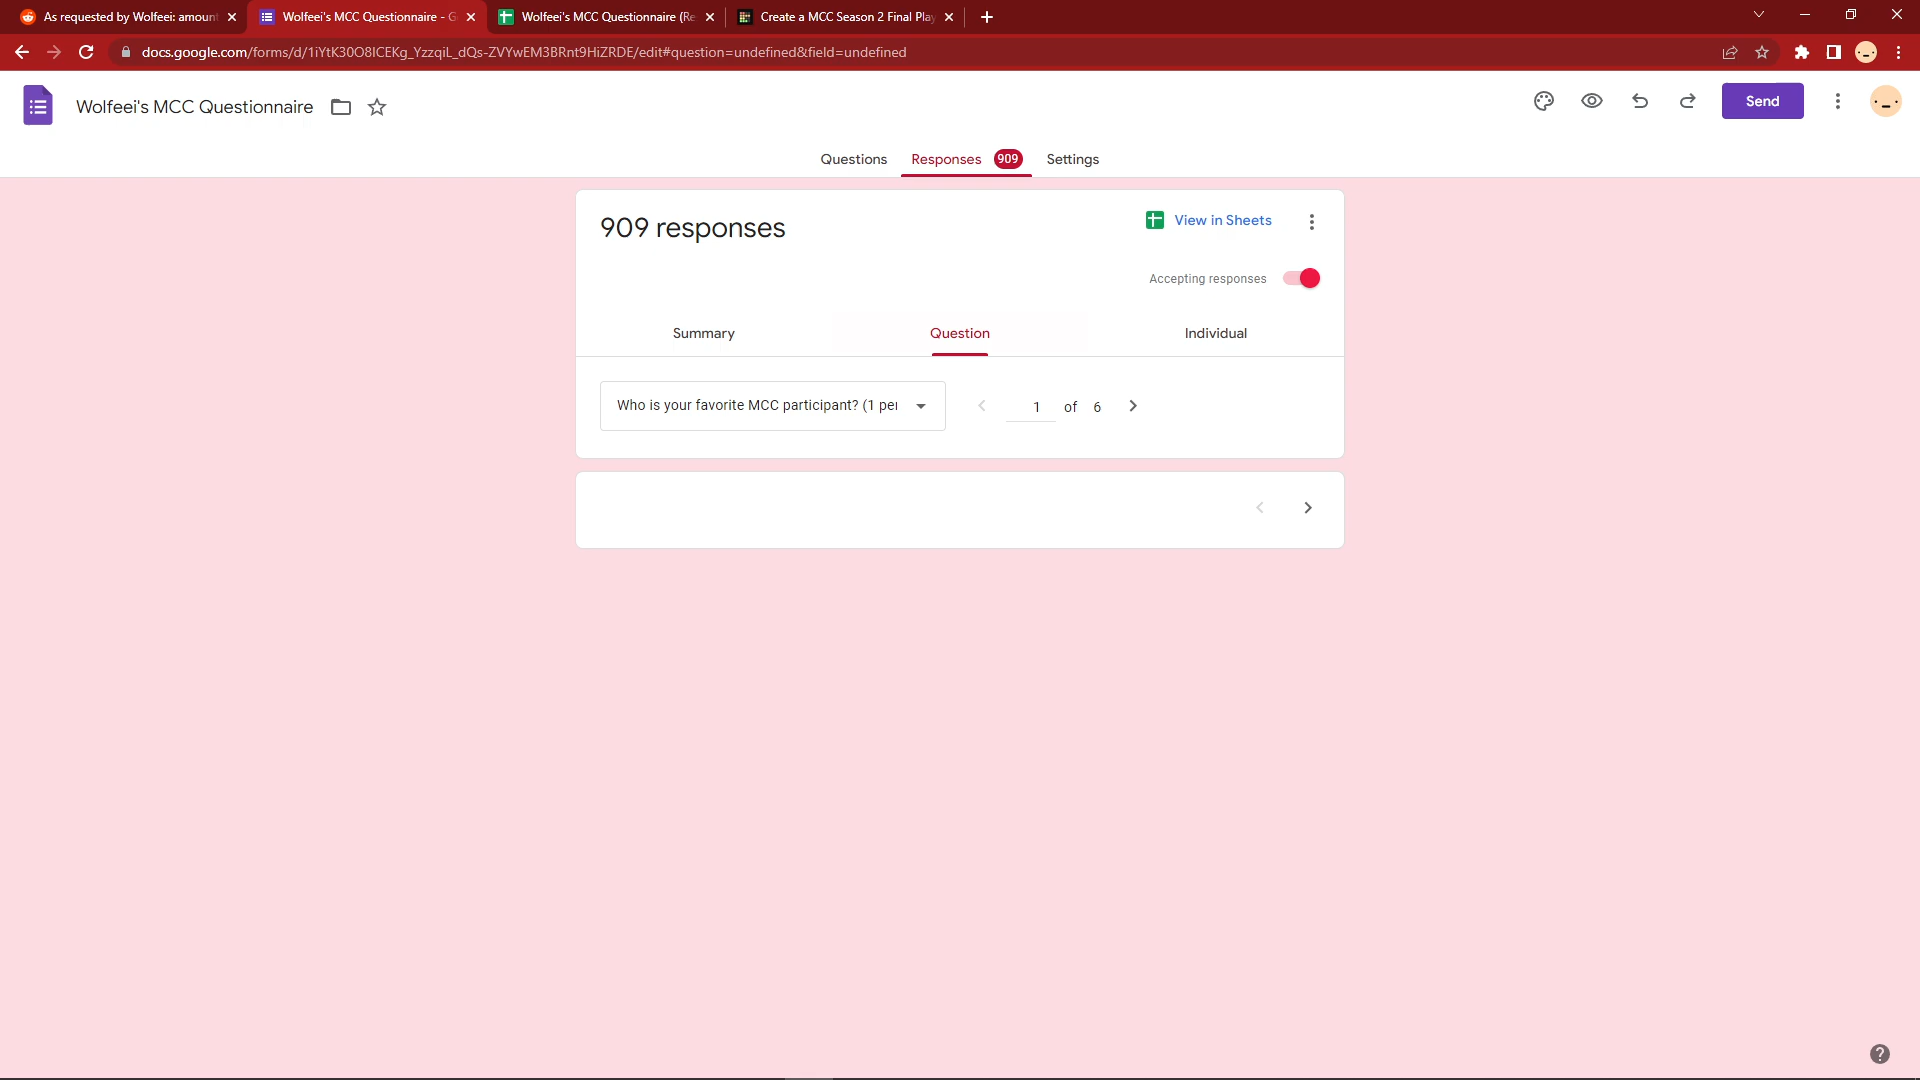 As requested by Wolfeei: amount
Wolfeei's MCC Questionnaire - G
Wolfeei's MCC Questionnaire (Re
Create a MCC Season 2 Final Play
docs.google.com/forms/d/1iYtK30O8ICEKg_YzzqiL_dQs-ZVYwEM3BRnt9HiZRDE/edit#question=undefined&field=undefined
Wolfeei's MCC Questionnaire
Send
Questions Responses 909 Settings
909 responses
View in Sheets
Accepting responses
Summary Question Individual
Who is your favorite MCC participant? (1 per
1 of 6